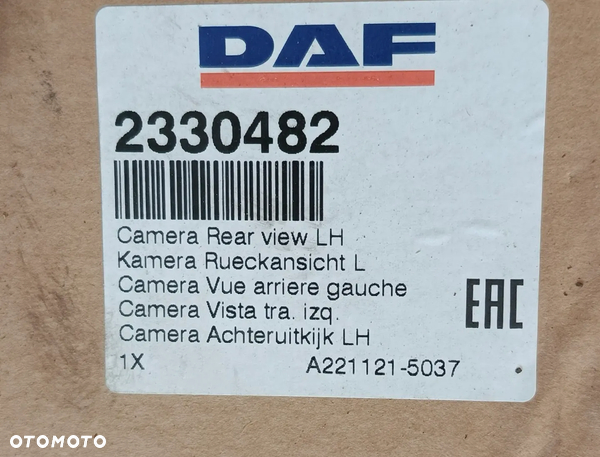 DAF
2330482
Camera Rear view LH
Kamera Rueckansicht L
Camera Vue arriere gauche
Camera Vista tra. izq.
Camera Achteruitkijk LH
EAC
1X A221121-5037
OTOMOTO